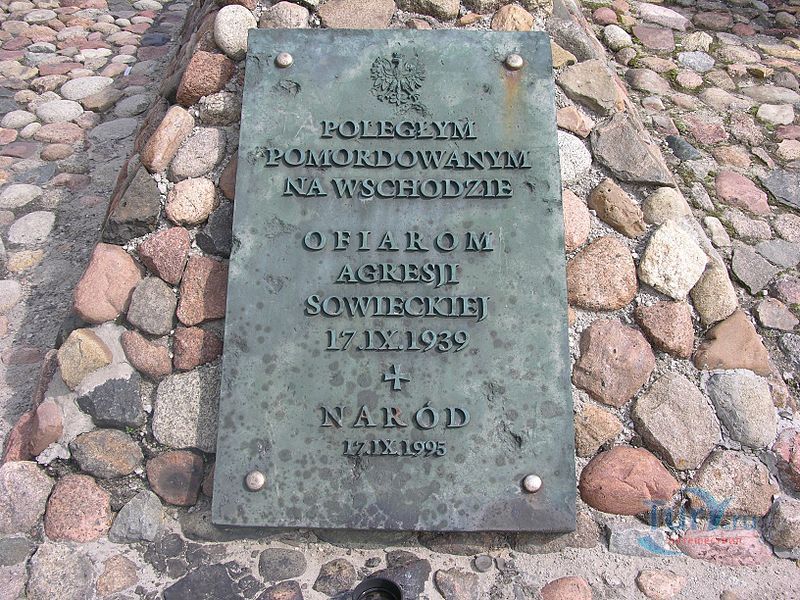 POLEGŁYM
POMORDOWANYM
NA WSCHODZIE
OFIAROM
AGRESJI
SOWIECKIEJ
17.IX.1939
NARÓD
17.IX.1995